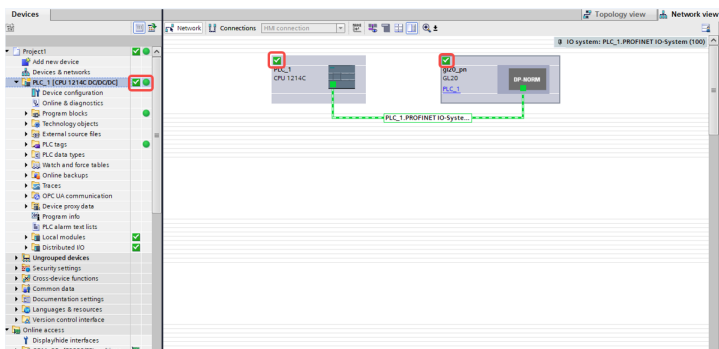 Devices
Topology view
Network view
Network
Connections
HMI connection
IO system: PLC_1.PROFINET IO-System (100)
Project1
Add new device
Devices & networks
PLC_1 [CPU 1214C DC/DC/DC]
Device configuration
Online & diagnostics
Program blocks
Technology objects
External source files
PLC tags
PLC data types
Watch and force tables
Online backups
Traces
OPC UA communication
Device proxy data
Program info
PLC alarm text lists
Local modules
Distributed I/O
Ungrouped devices
Security settings
Cross-device functions
Common data
Documentation settings
Languages & resources
Version control interface
Online access
Display/hide interfaces
PLC_1
CPU 1214C
gl20_pn
GL20
PLC_1
DP-NORM
PLC_1.PROFINET IO-Syste...